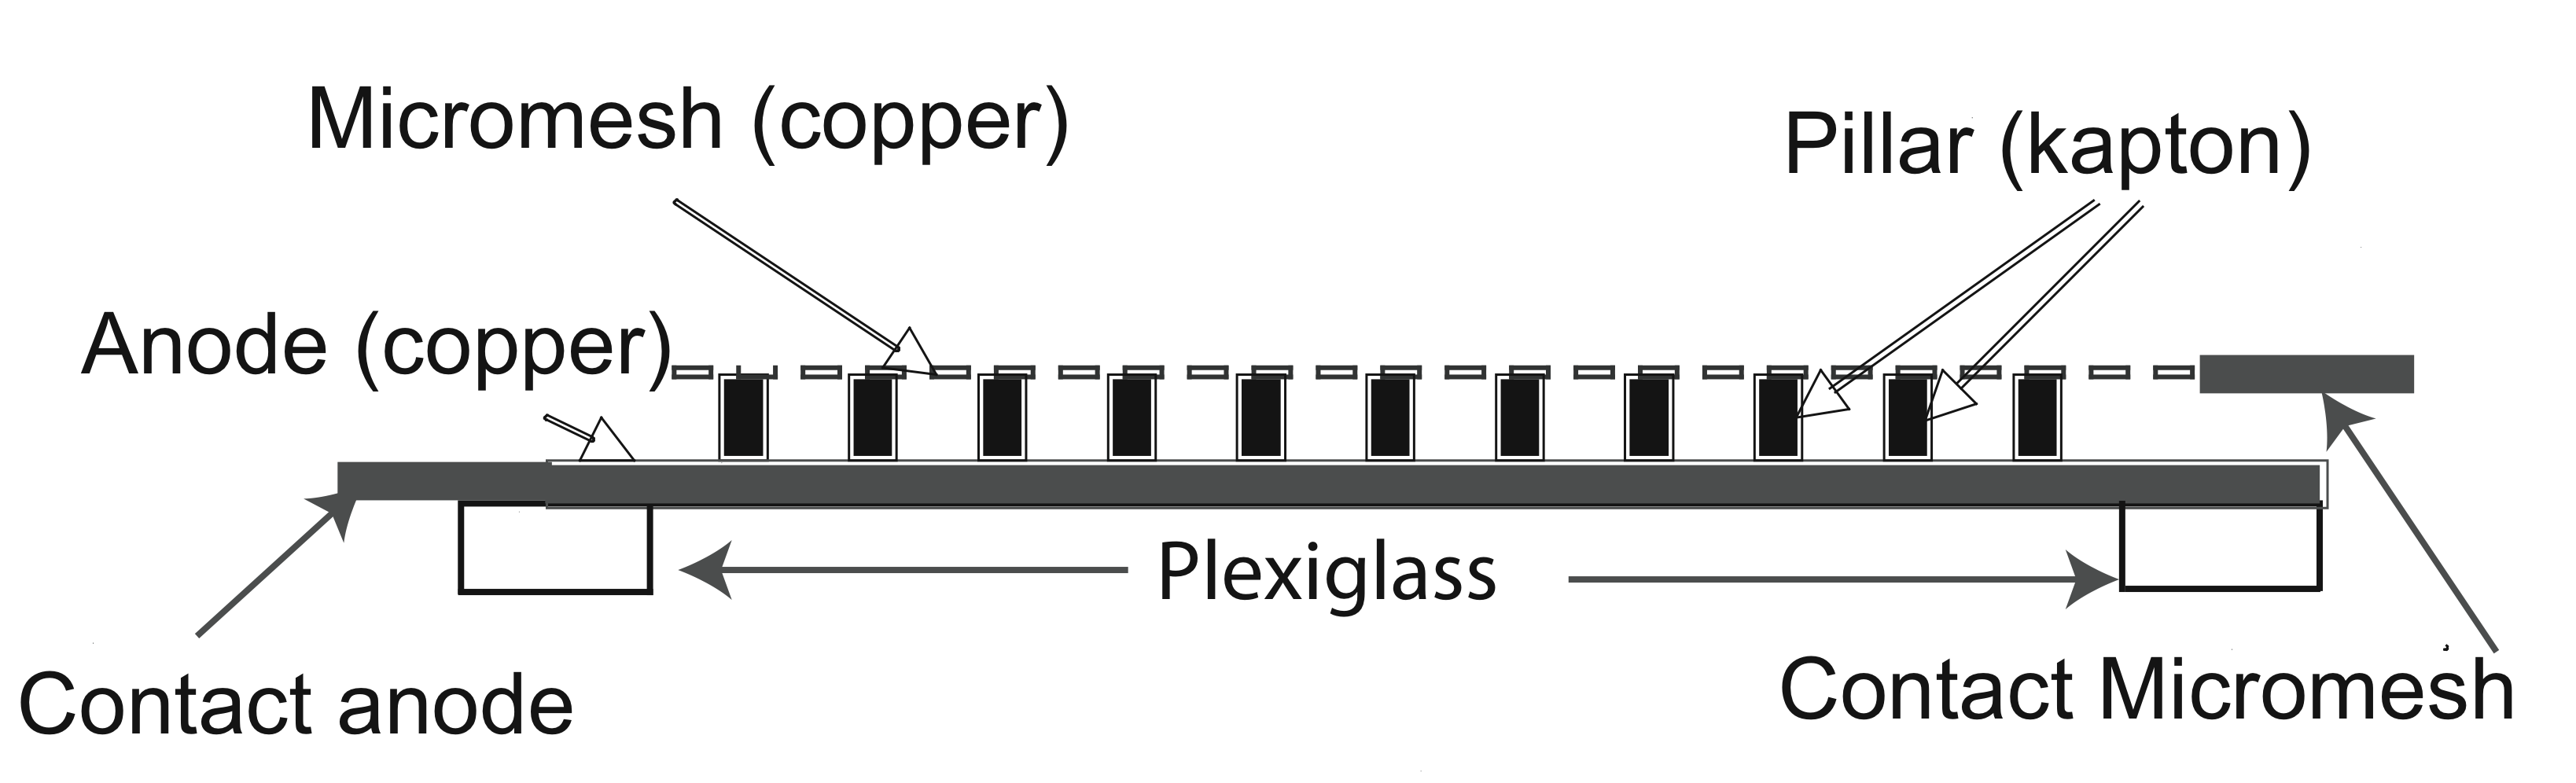 Micromesh (copper)
Pillar (kapton)
Anode (copper)
Plexiglass
Contact anode
Contact Micromesh